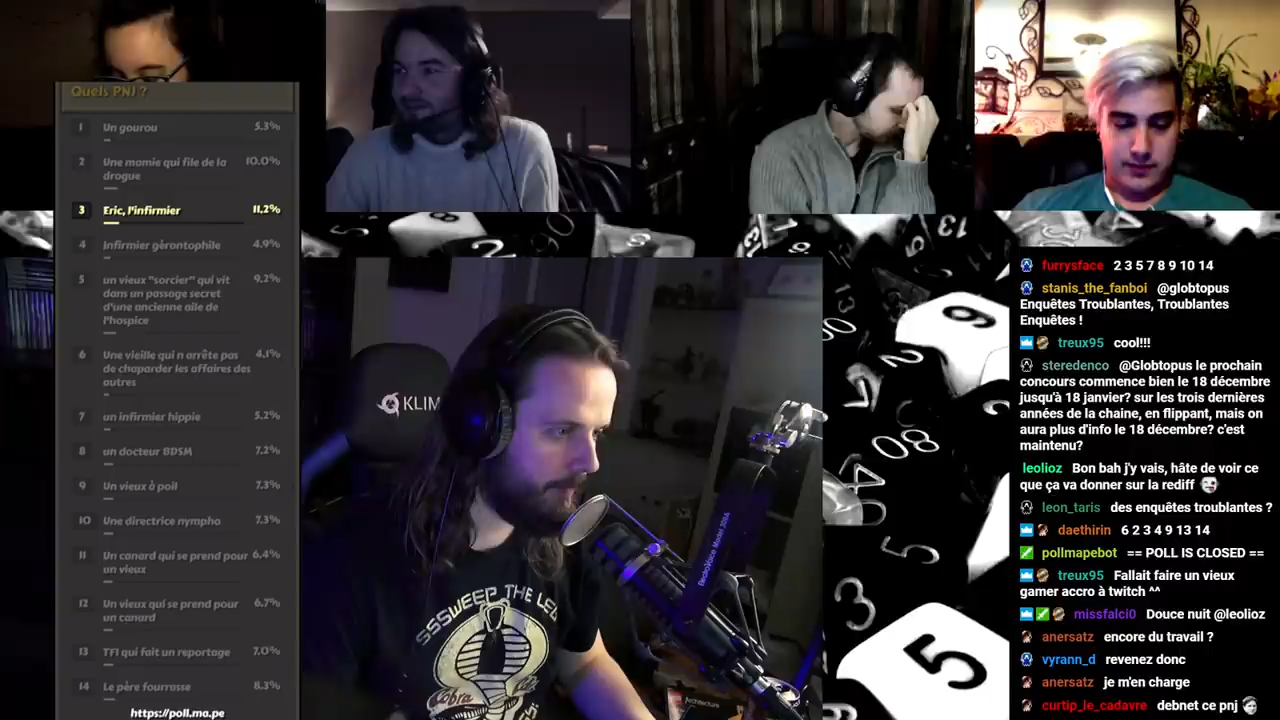 Quels PNJ ?
1 Un gourou 5.3%
2 Une mamie qui file de la 10.0%
drogue
3 Eric, l'infirmier 11.2%
4 Infirmier gérontophile 4.9%
5 un vieux "sorcier" qui vit 9.2%
dans un passage secret
d'une ancienne aile de
l'hospice
6 Une vieille qui n arrête pas 4.1%
de chaparder les affaires des
autres
7 un infirmier hippie 5.2%
8 un docteur BDSM 7.2%
9 Un vieux à poil 7.3%
10 Une directrice nympho 7.3%
11 Un canard qui se prend pour 6.4%
un vieux
12 Un vieux qui se prend pour 6.7%
un canard
13 TF1 qui fait un reportage 7.0%
14 Le père fourrasse 8.3%
https://poll.ma.pe
KLIM
ElectroVoice Model 309A
SSSWEEP THE LEG
Cobra
furrysface 2 3 5 7 8 9 10 14
stanis_the_fanboi @globtopus
Enquêtes Troublantes, Troublantes
Enquêtes !
treux95 cool!!!
steredenco @Globtopus le prochain
concours commence bien le 18 décembre
jusqu'à 18 janvier? sur les trois dernières
années de la chaine, en flippant, mais on
aura plus d'info le 18 décembre? c'est
maintenu?
leolioz Bon bah j'y vais, hâte de voir ce
que ça va donner sur la rediff
leon_taris des enquêtes troublantes ?
daethirin 6 2 3 4 9 13 14
pollmapebot == POLL IS CLOSED ==
treux95 Fallait faire un vieux
gamer accro à twitch ^^
missfalci0 Douce nuit @leolioz
anersatz encore du travail ?
vyrann_d revenez donc
anersatz je m'en charge
curtip_le_cadavre debnet ce pnj